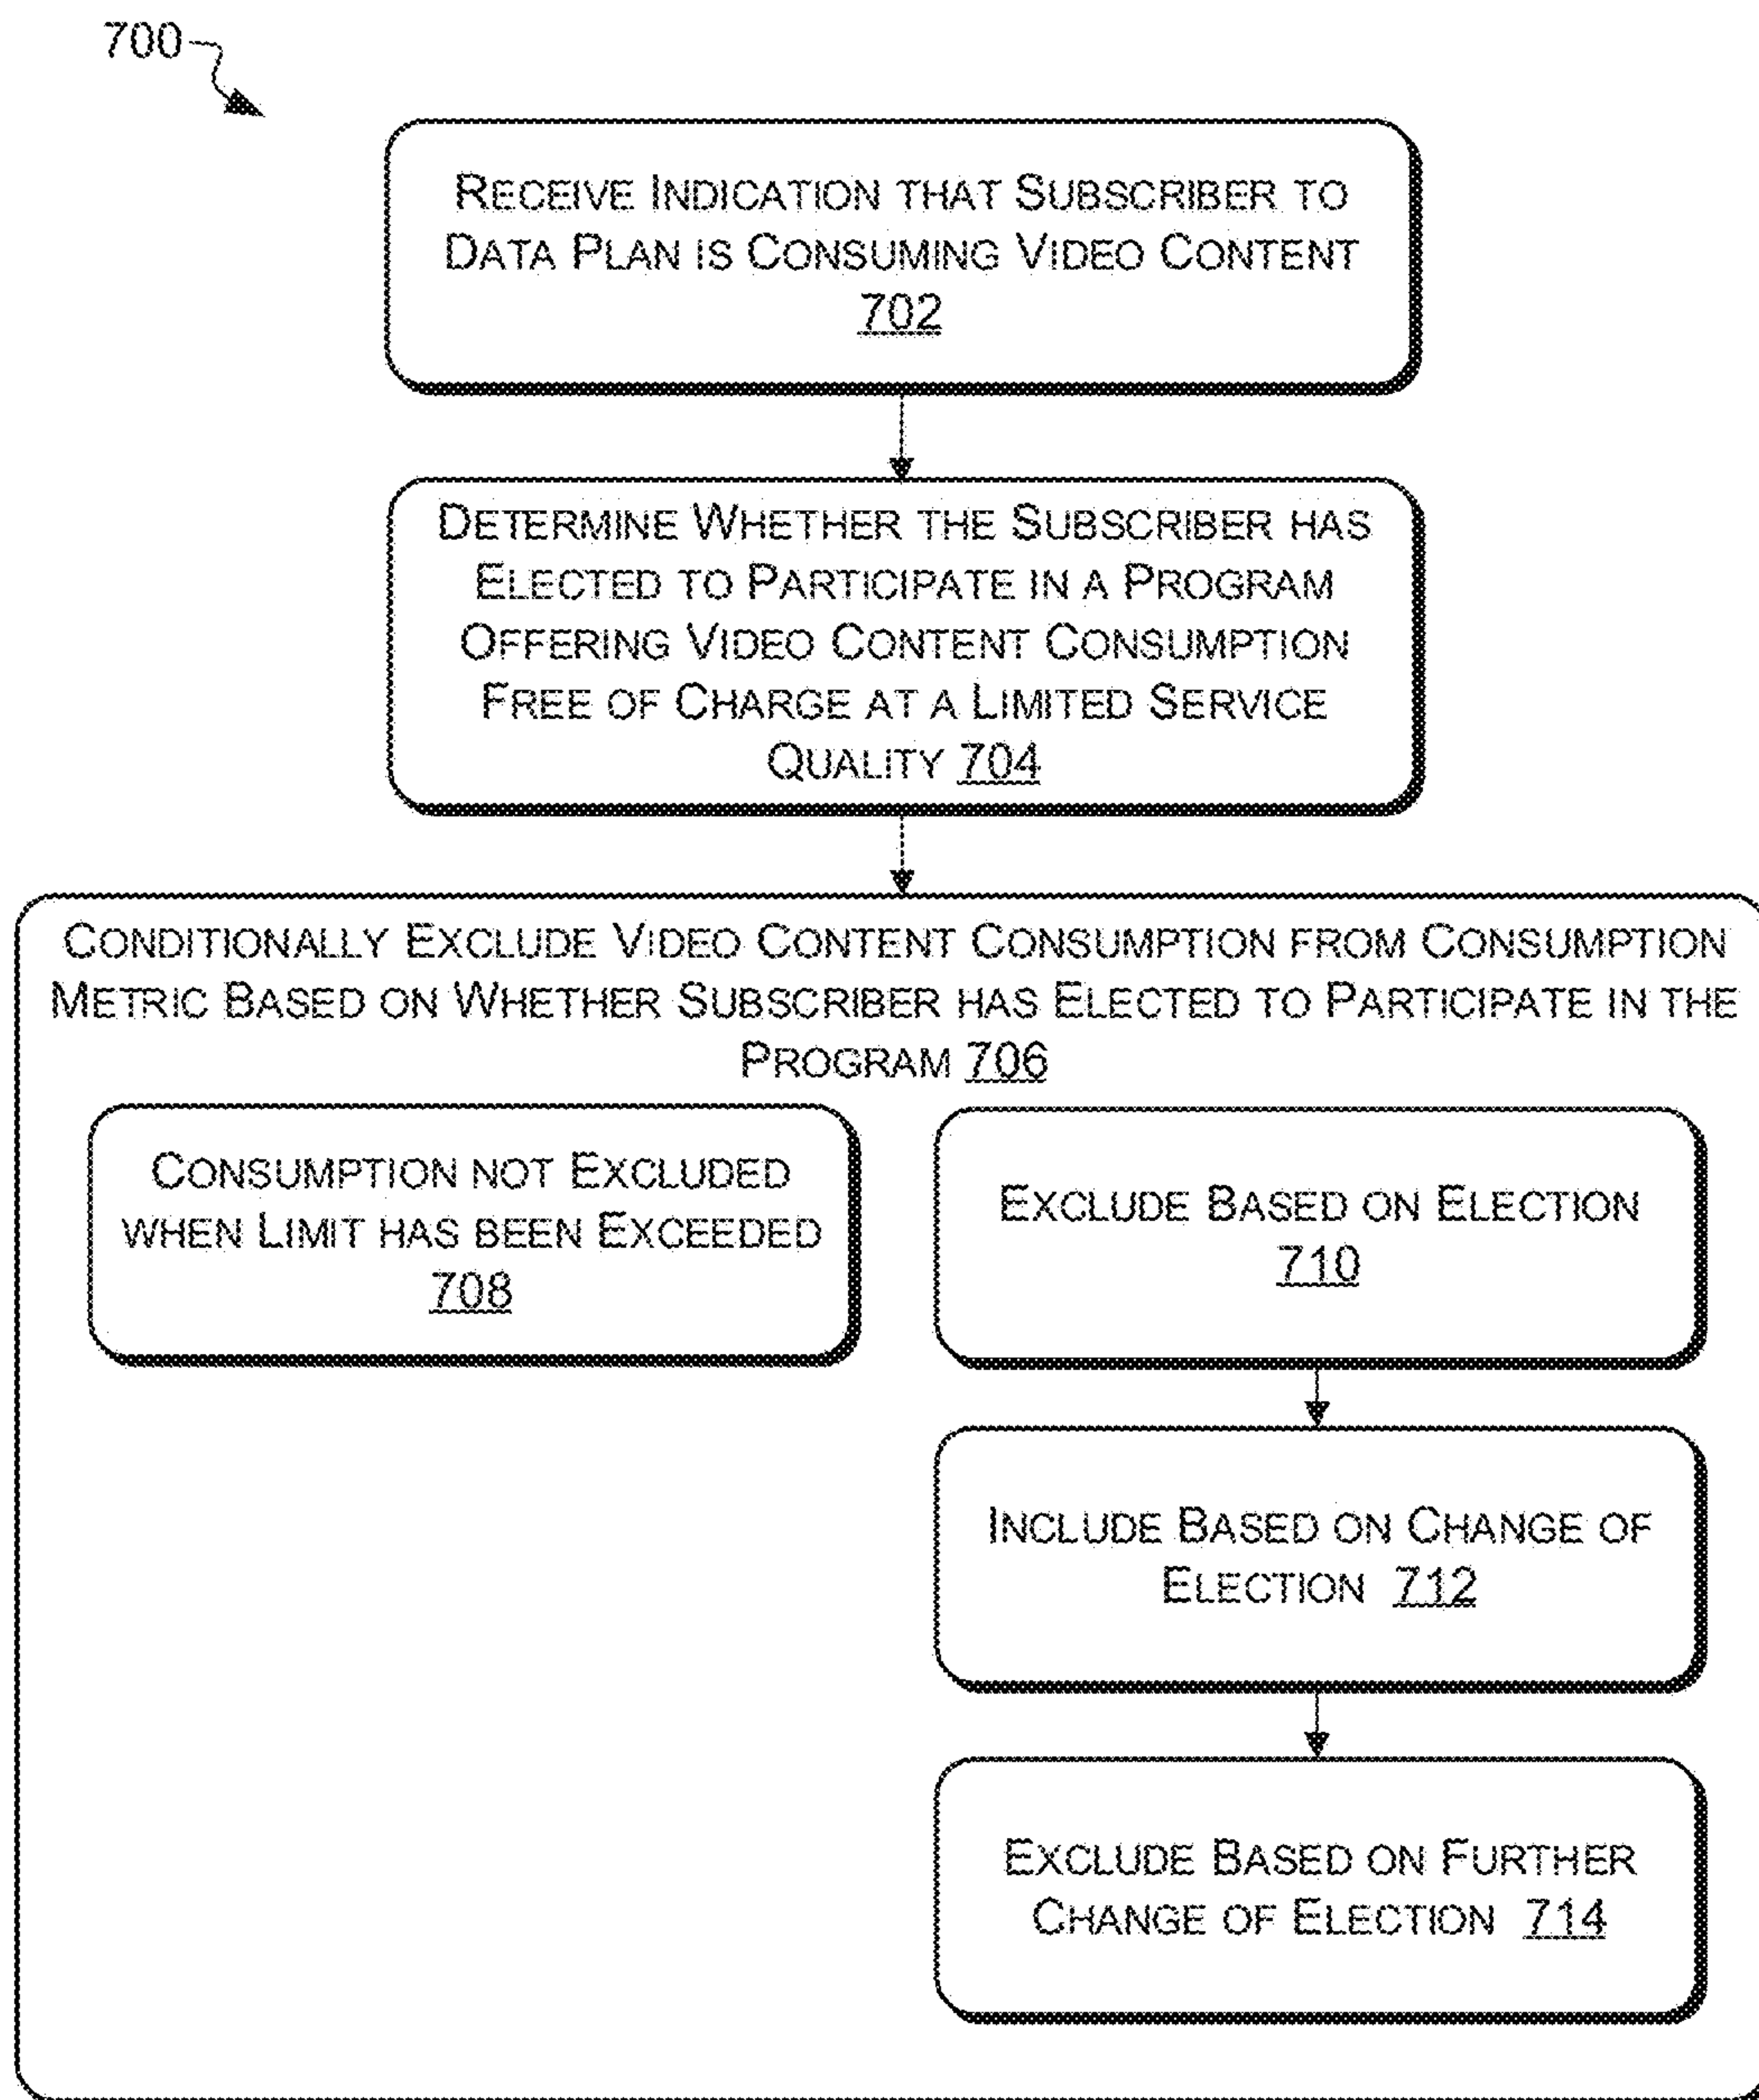 700
RECEIVE INDICATION THAT SUBSCRIBER TO
DATA PLAN IS CONSUMING VIDEO CONTENT
702
DETERMINE WHETHER THE SUBSCRIBER HAS
ELECTED TO PARTICIPATE IN A PROGRAM
OFFERING VIDEO CONTENT CONSUMPTION
FREE OF CHARGE AT A LIMITED SERVICE
QUALITY 704
CONDITIONALLY EXCLUDE VIDEO CONTENT CONSUMPTION FROM CONSUMPTION
METRIC BASED ON WHETHER SUBSCRIBER HAS ELECTED TO PARTICIPATE IN THE
PROGRAM 706
CONSUMPTION NOT EXCLUDED
WHEN LIMIT HAS BEEN EXCEEDED
708
EXCLUDE BASED ON ELECTION
710
INCLUDE BASED ON CHANGE OF
ELECTION 712
EXCLUDE BASED ON FURTHER
CHANGE OF ELECTION 714